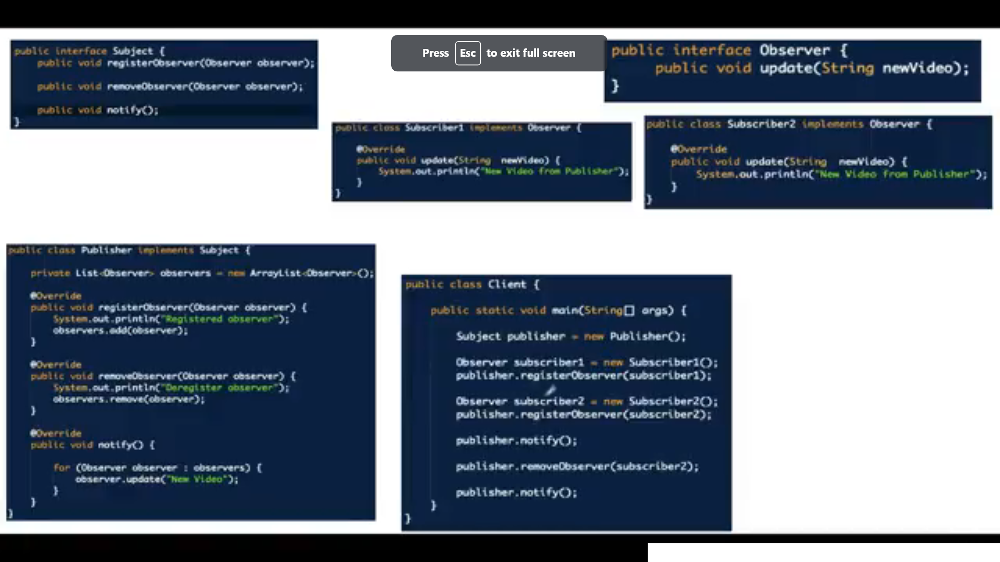 public interface Subject {
public void registerObserver(Observer observer);
public void removeObserver(Observer observer);
public void notify();
}
Press Esc to exit full screen
public interface Observer {
public void update(String newVideo);
}
public class Subscriber1 implements Observer {
@Override
public void update(String newVideo) {
System.out.println("New Video from Publisher");
}
}
public class Subscriber2 implements Observer {
@Override
public void update(String newVideo) {
System.out.println("New Video from Publisher");
}
}
public class Publisher implements Subject {
private List<Observer> observers = new ArrayList<Observer>();
@Override
public void registerObserver(Observer observer) {
System.out.println("Registered observer");
observers.add(observer);
}
@Override
public void removeObserver(Observer observer) {
System.out.println("Deregister observer");
observers.remove(observer);
}
@Override
public void notify() {
for (Observer observer : observers) {
observer.update("New Video");
}
}
}
public class Client {
public static void main(String[] args) {
Subject publisher = new Publisher();
Observer subscriber1 = new Subscriber1();
publisher.registerObserver(subscriber1);
Observer subscriber2 = new Subscriber2();
publisher.registerObserver(subscriber2);
publisher.notify();
publisher.removeObserver(subscriber2);
publisher.notify();
}
}